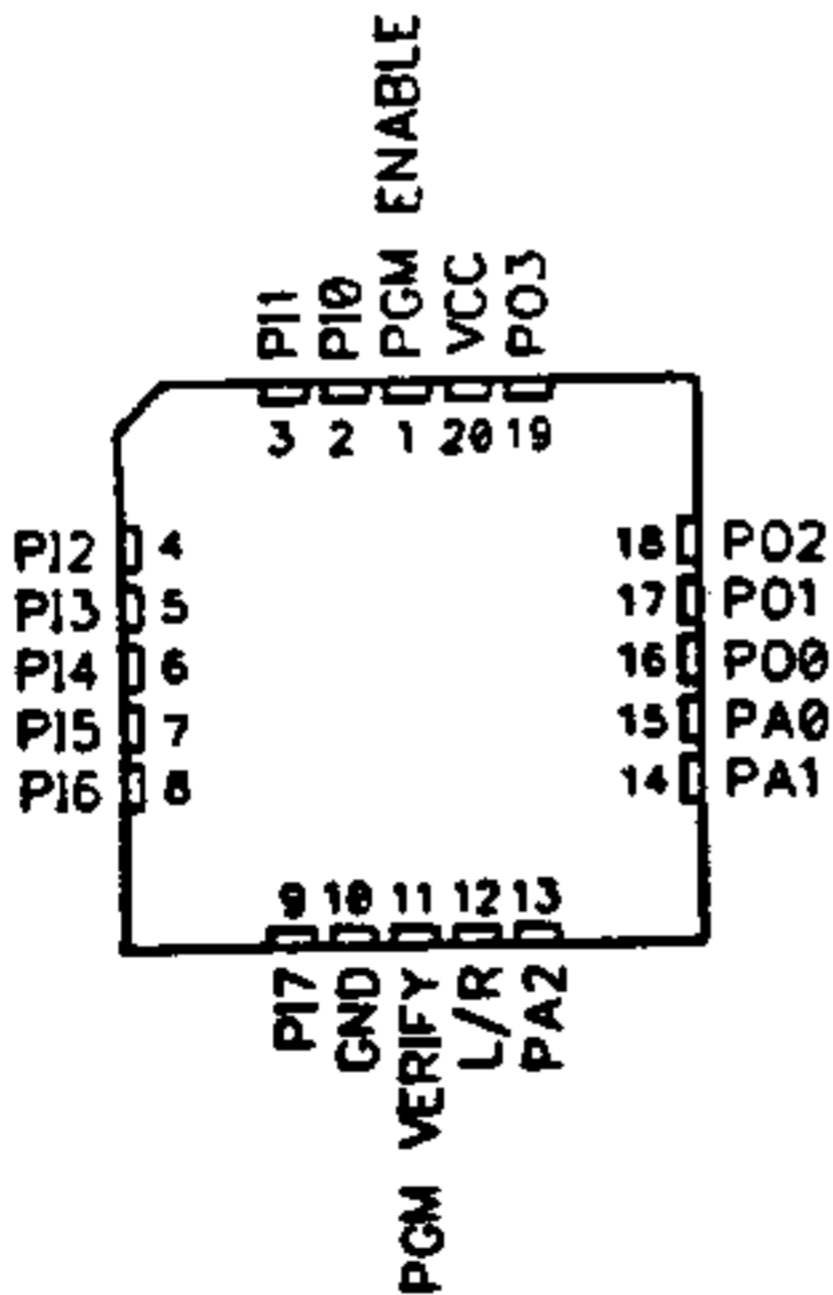 PI1
PI0
PGM ENABLE
VCC
PO3
3 2 1 20 19
PI2 4
PI3 5
PI4 6
PI5 7
PI6 8
18 PO2
17 PO1
16 PO0
15 PA0
14 PA1
9 10 11 12 13
PI7
GND
PGM VERIFY
L/R
PA2